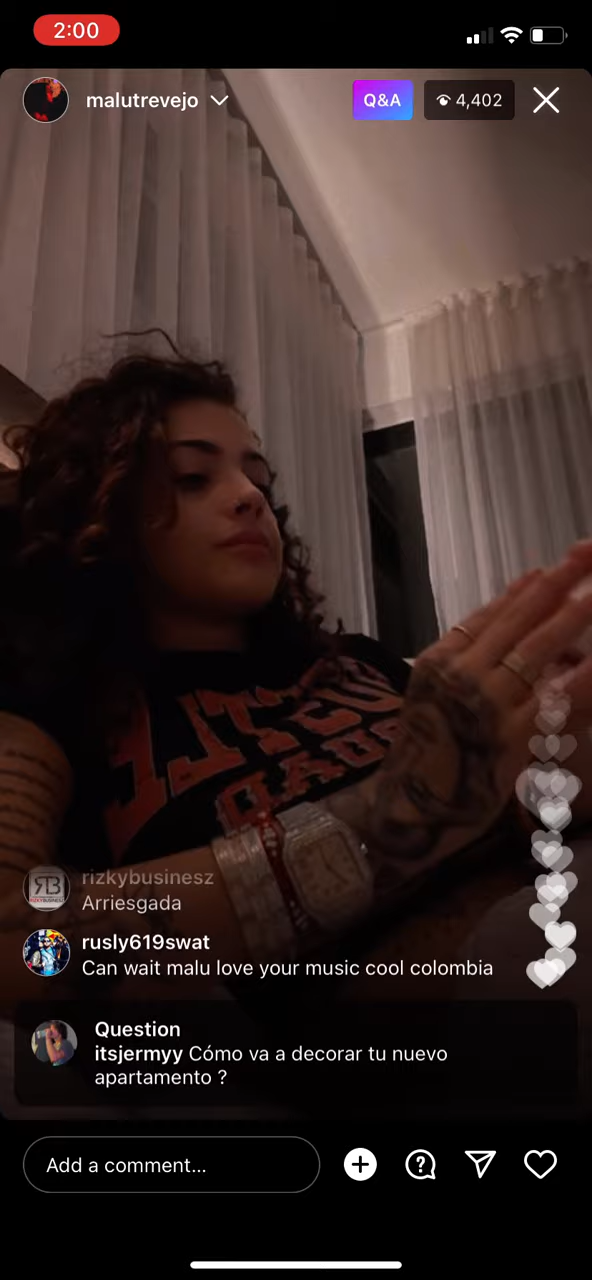 2:00
malutrevejo
Q&A
4,402
rizkybusinesz
Arriesgada
rusly619swat
Can wait malu love your music cool colombia
Question
itsjermyy Cómo va a decorar tu nuevo
apartamento ?
Add a comment...